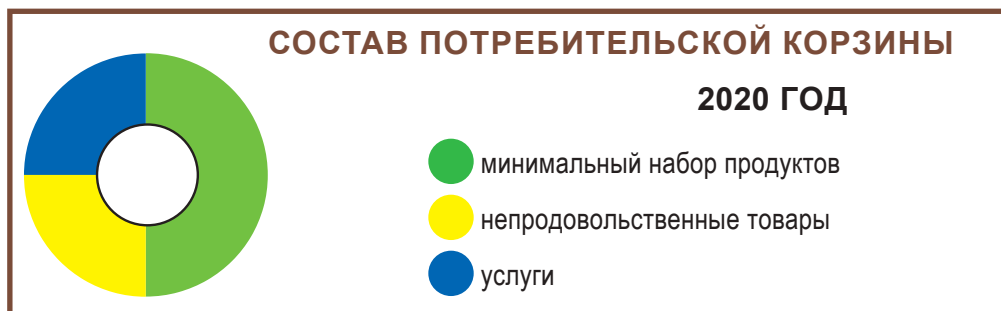 СОСТАВ ПОТРЕБИТЕЛЬСКОЙ КОРЗИНЫ
2020 ГОД
минимальный набор продуктов
непродовольственные товары
услуги